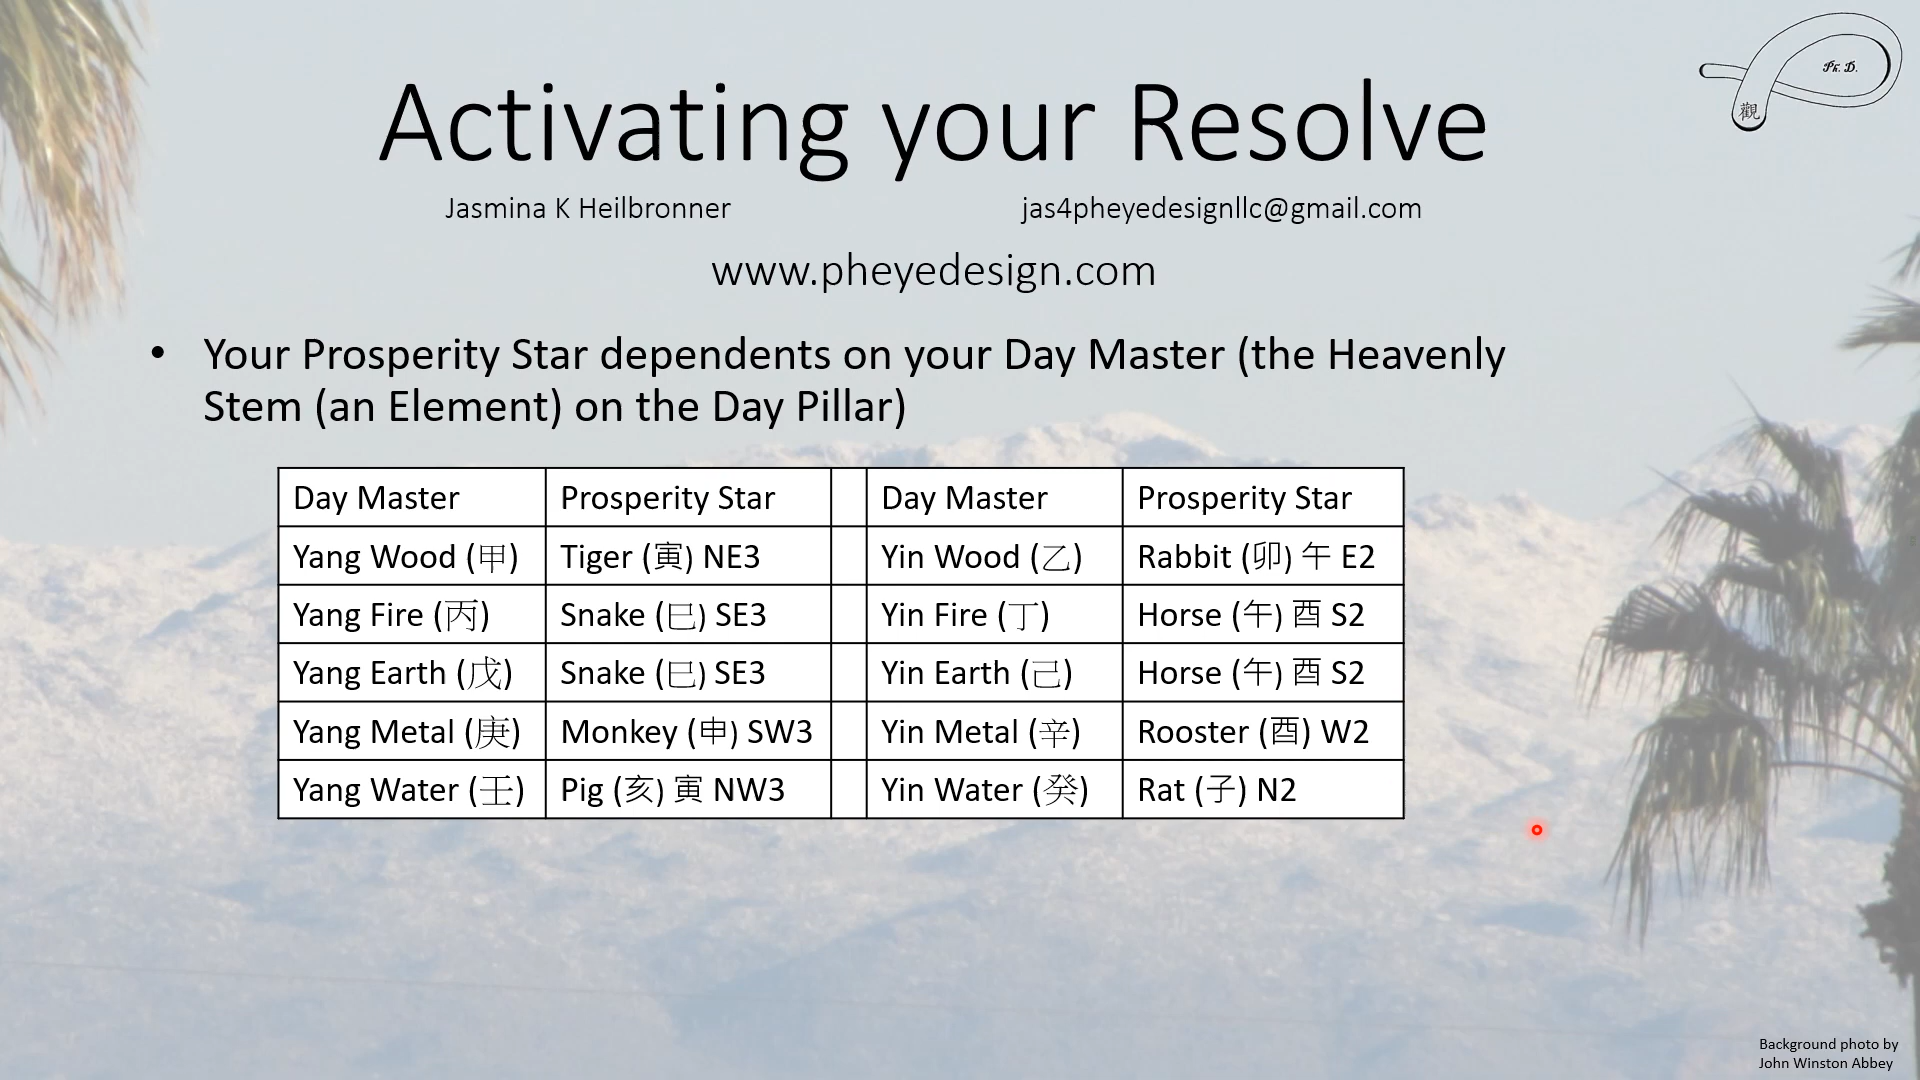 Ph. D.
觀
Activating your Resolve
Jasmina K Heilbronner jas4pheyedesignllc@gmail.com
www.pheyedesign.com
• Your Prosperity Star dependents on your Day Master (the Heavenly
Stem (an Element) on the Day Pillar)
Day Master Prosperity Star Day Master Prosperity Star
Yang Wood (甲) Tiger (寅) NE3 Yin Wood (乙) Rabbit (卯) 午 E2
Yang Fire (丙) Snake (巳) SE3 Yin Fire (丁) Horse (午) 酉 S2
Yang Earth (戊) Snake (巳) SE3 Yin Earth (己) Horse (午) 酉 S2
Yang Metal (庚) Monkey (申) SW3 Yin Metal (辛) Rooster (酉) W2
Yang Water (壬) Pig (亥) 寅 NW3 Yin Water (癸) Rat (子) N2
Background photo by
John Winston Abbey